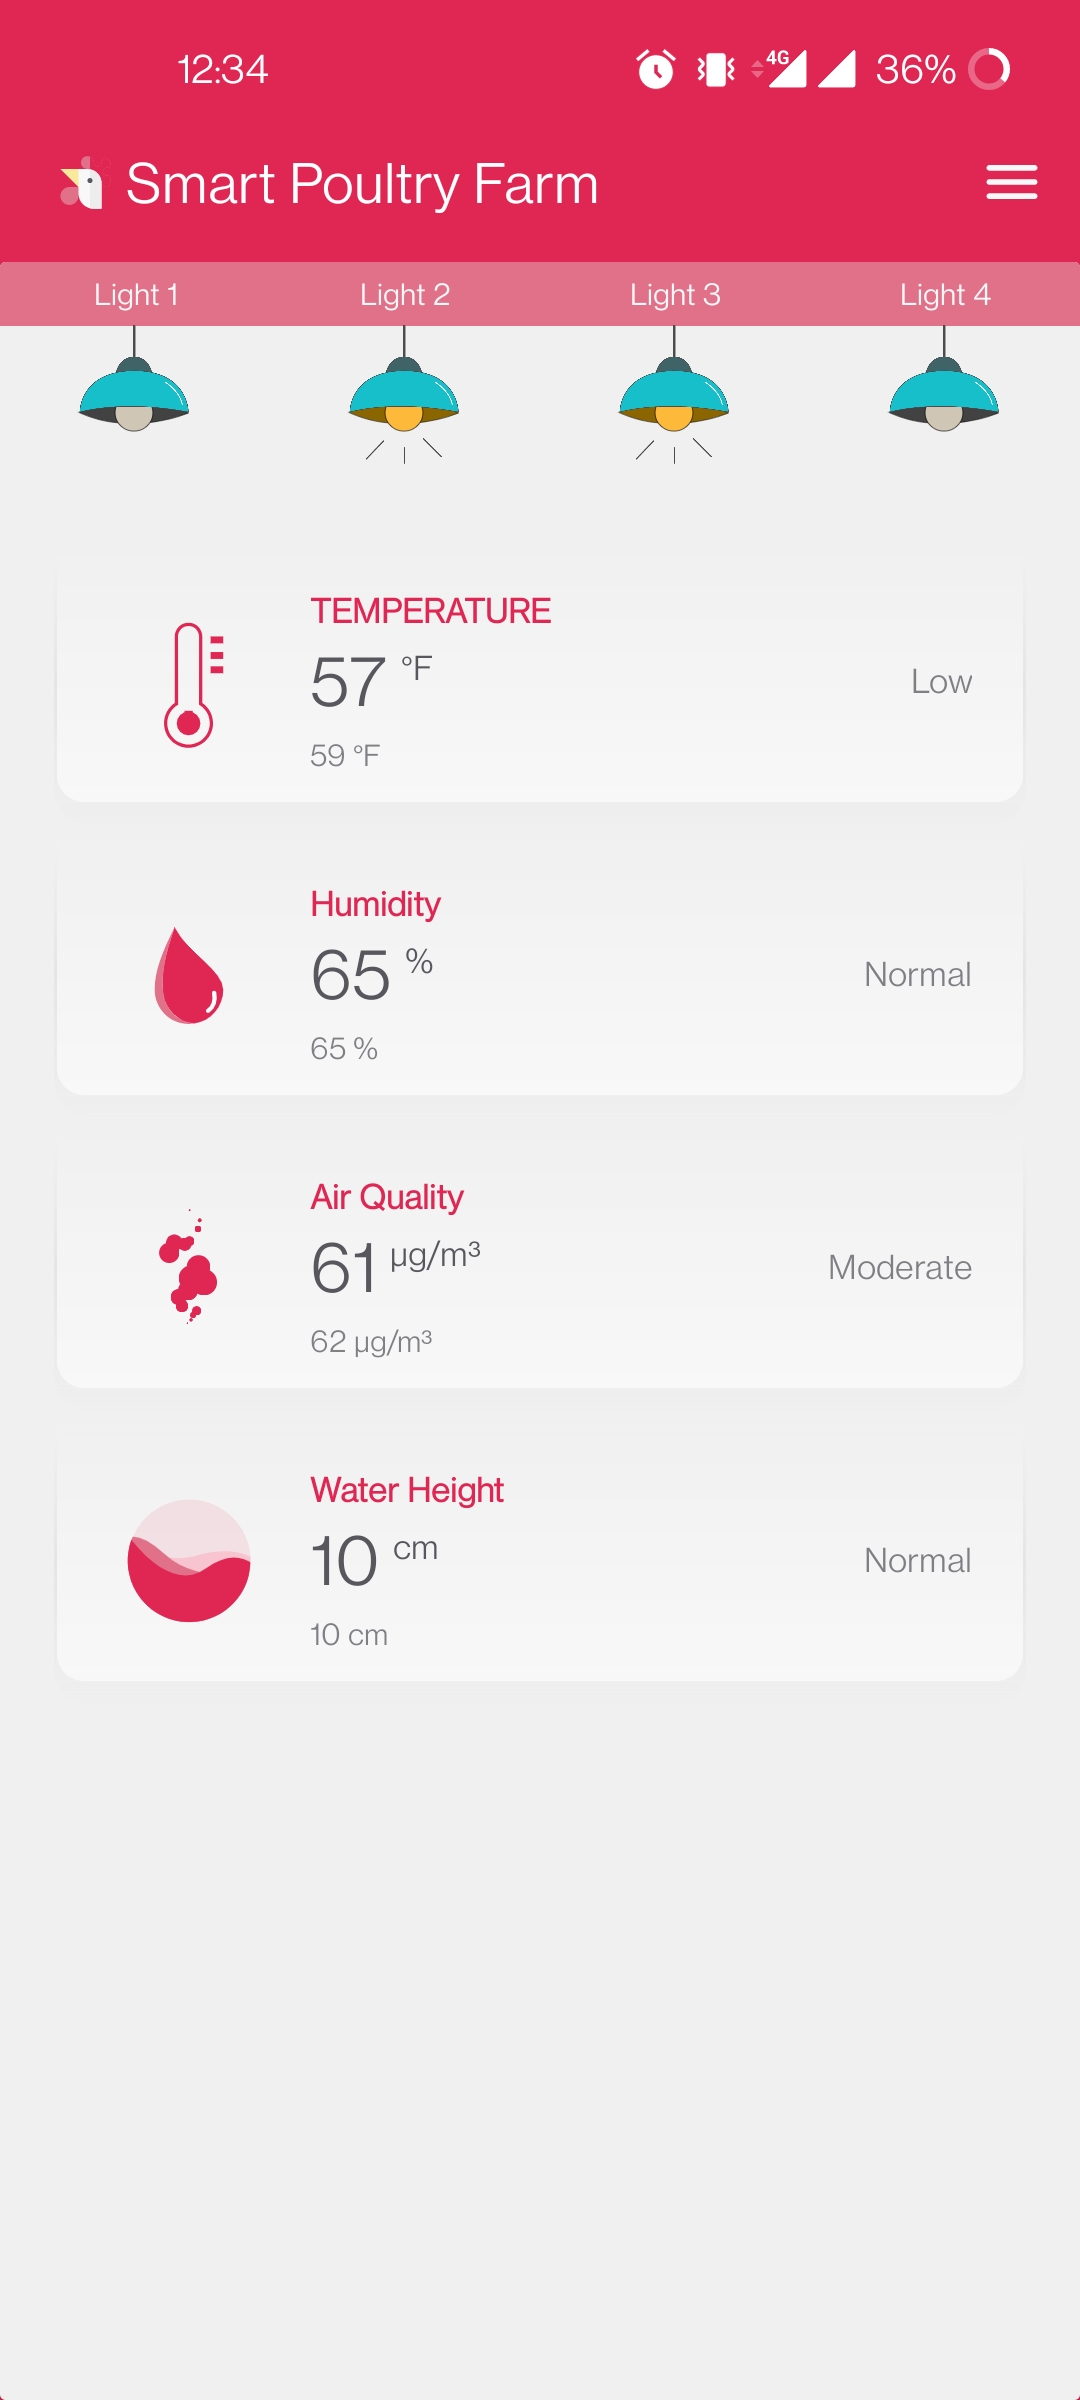 12:34
4G
36%
Smart Poultry Farm
Light 1
Light 2
Light 3
Light 4
TEMPERATURE
57 °F
Low
59 °F
Humidity
65 %
Normal
65 %
Air Quality
61 µg/m³
Moderate
62 µg/m³
Water Height
10 cm
Normal
10 cm